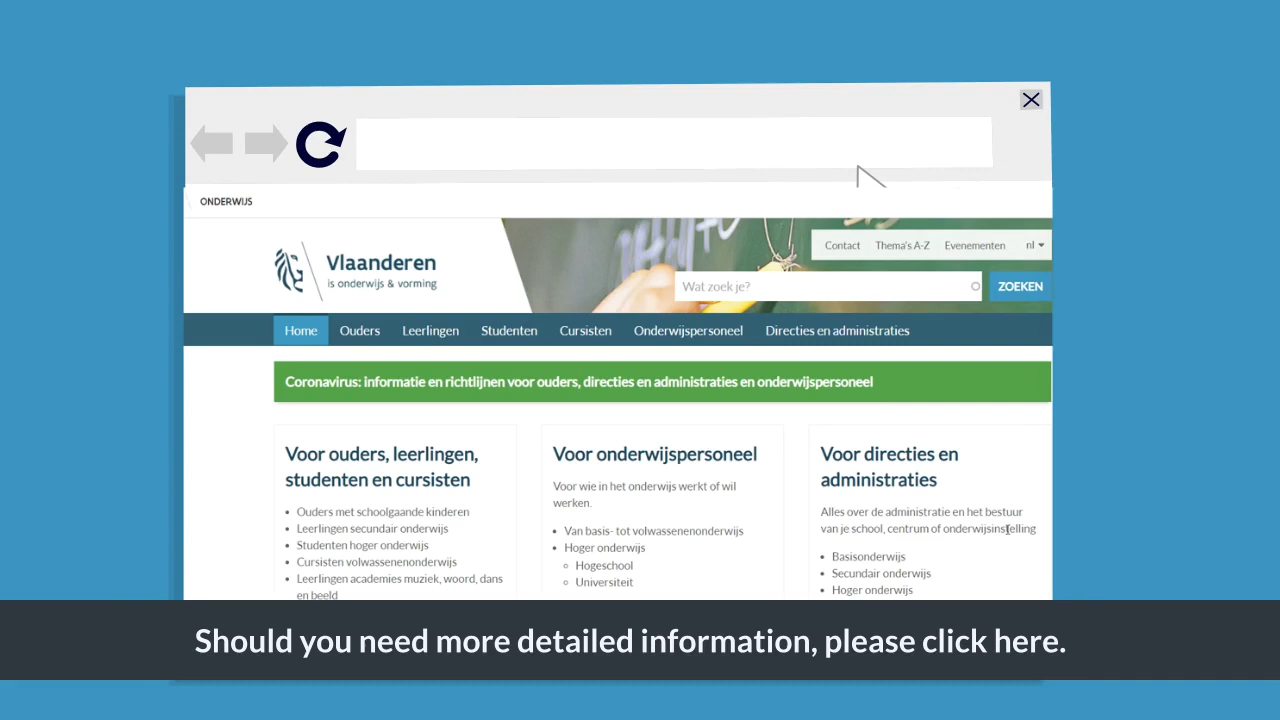 ONDERWIJS
Contact Thema's A-Z Evenementen nl
Vlaanderen
is onderwijs & vorming
Wat zoek je? ZOEKEN
Home Ouders Leerlingen Studenten Cursisten Onderwijspersoneel Directies en administraties
Coronavirus: informatie en richtlijnen voor ouders, directies en administraties en onderwijspersoneel
Voor ouders, leerlingen,
studenten en cursisten
Ouders met schoolgaande kinderen
Leerlingen secundair onderwijs
Studenten hoger onderwijs
Cursisten volwassenenonderwijs
Leerlingen academies muziek, woord, dans
en beeld
Voor onderwijspersoneel
Voor wie in het onderwijs werkt of wil
werken.
Van basis- tot volwassenenonderwijs
Hoger onderwijs
Hogeschool
Universiteit
Voor directies en
administraties
Alles over de administratie en het bestuur
van je school, centrum of onderwijsinstelling
Basisonderwijs
Secundair onderwijs
Hoger onderwijs
Should you need more detailed information, please click here.